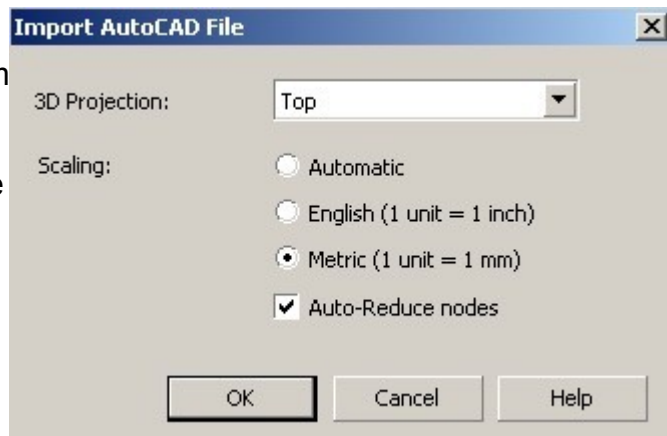 Import AutoCAD File
3D Projection: Top
Scaling: Automatic
English (1 unit = 1 inch)
Metric (1 unit = 1 mm)
Auto-Reduce nodes
OK Cancel Help